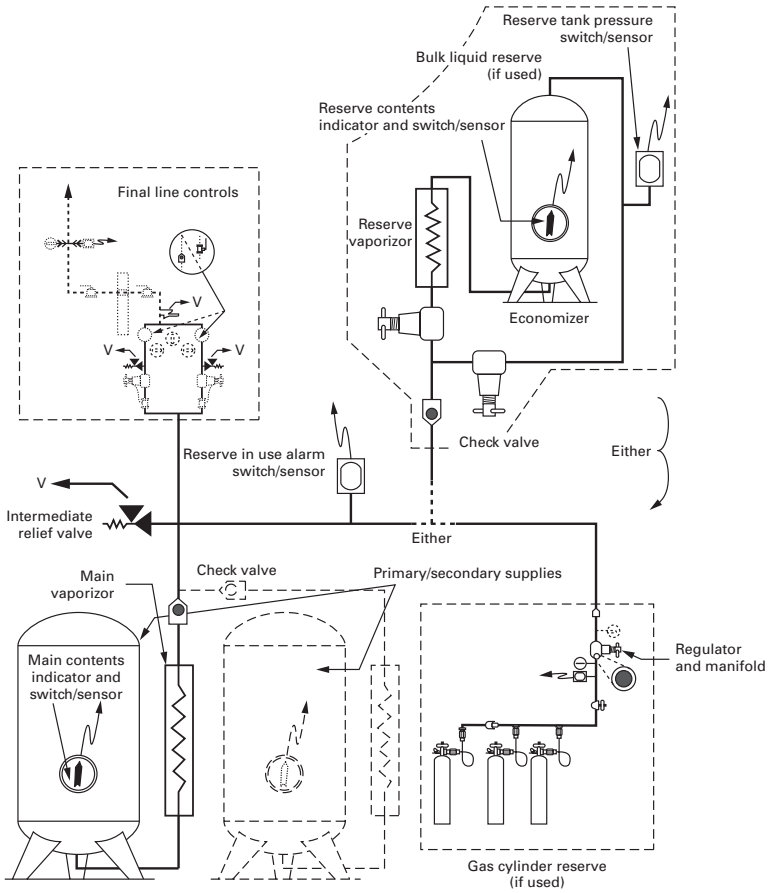 Reserve tank pressure
switch/sensor
Bulk liquid reserve
(if used)
Reserve contents
indicator and switch/sensor
Final line controls
Reserve
vaporizor
V
V
V
Economizer
Check valve
Either
Reserve in use alarm
switch/sensor
V
Intermediate
relief valve
Either
Main
vaporizor
Check valve
Primary/secondary supplies
Main contents
indicator and
switch/sensor
Regulator
and manifold
Gas cylinder reserve
(if used)